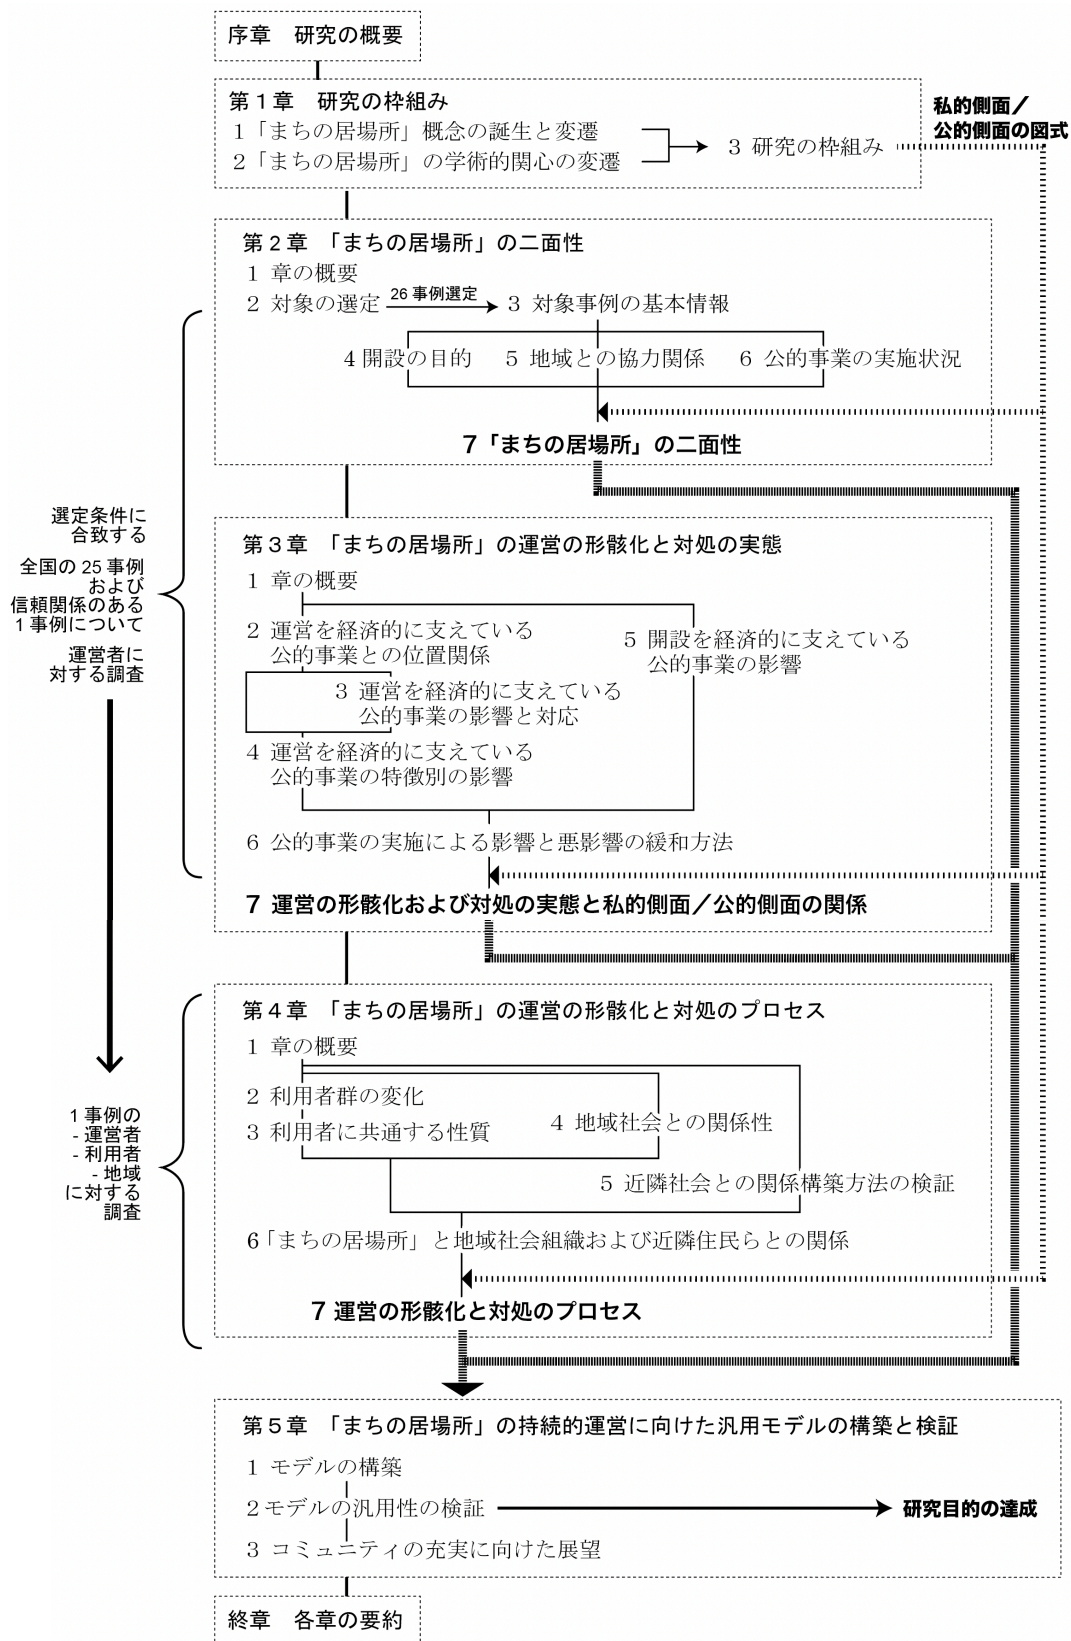 序章　研究の概要
第１章　研究の枠組み
1「まちの居場所」概念の誕生と変遷
2「まちの居場所」の学術的関心の変遷
3 研究の枠組み
私的側面／
公的側面の図式
第２章　「まちの居場所」の二面性
1 章の概要
2 対象の選定
26 事例選定
3 対象事例の基本情報
4 開設の目的
5 地域との協力関係
6 公的事業の実施状況
7「まちの居場所」の二面性
選定条件に
合致する
全国の 25 事例
および
信頼関係のある
1 事例について
運営者に
対する調査
第３章　「まちの居場所」の運営の形骸化と対処の実態
1 章の概要
2 運営を経済的に支えている
公的事業との位置関係
3 運営を経済的に支えている
公的事業の影響と対応
4 運営を経済的に支えている
公的事業の特徴別の影響
5 開設を経済的に支えている
公的事業の影響
6 公的事業の実施による影響と悪影響の緩和方法
7 運営の形骸化および対処の実態と私的側面／公的側面の関係
第４章　「まちの居場所」の運営の形骸化と対処のプロセス
1 章の概要
2 利用者群の変化
3 利用者に共通する性質
4 地域社会との関係性
5 近隣社会との関係構築方法の検証
6「まちの居場所」と地域社会組織および近隣住民らとの関係
7 運営の形骸化と対処のプロセス
1 事例の
- 運営者
- 利用者
- 地域
に対する
調査
第５章　「まちの居場所」の持続的運営に向けた汎用モデルの構築と検証
1 モデルの構築
2 モデルの汎用性の検証
研究目的の達成
3 コミュニティの充実に向けた展望
終章　各章の要約